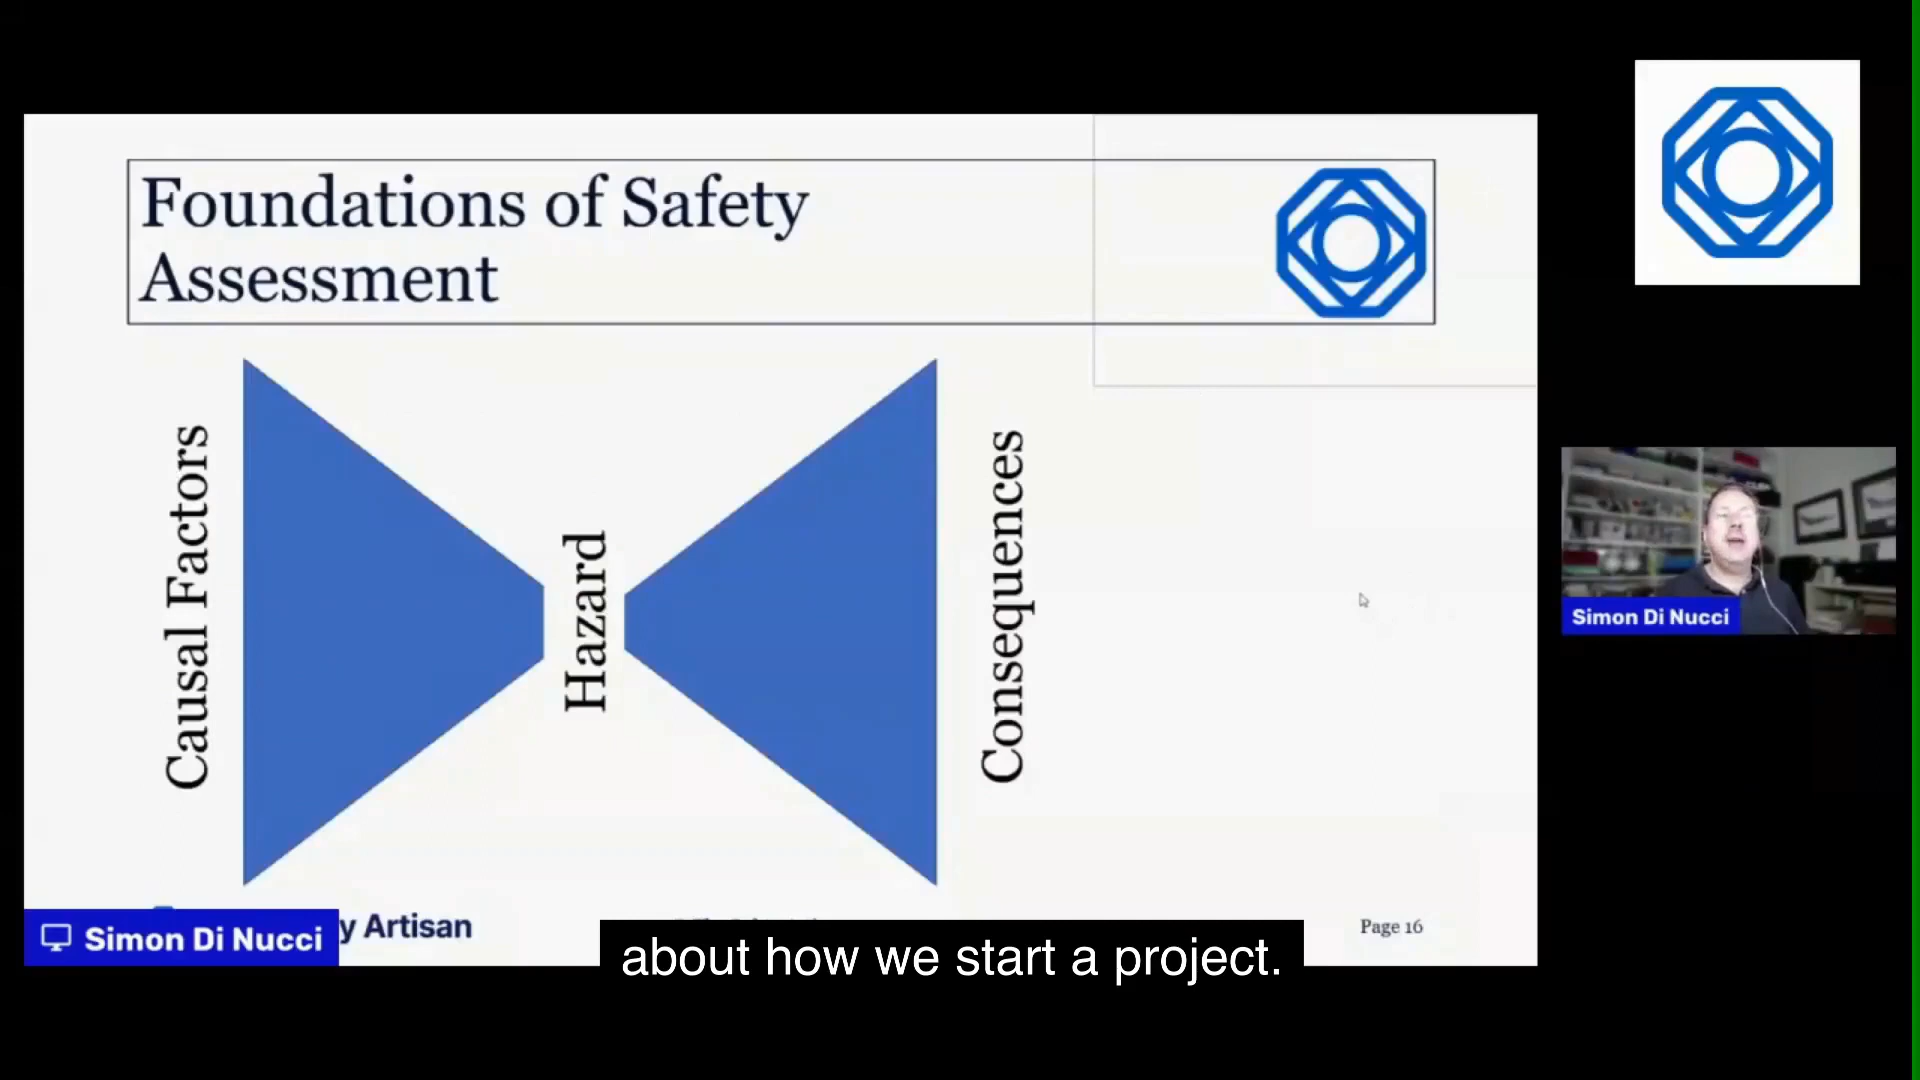 Foundations of Safety
Assessment
Causal Factors
Hazard
Consequences
Simon Di Nucci
Simon Di Nucci
y Artisan
Page 16
about how we start a project.